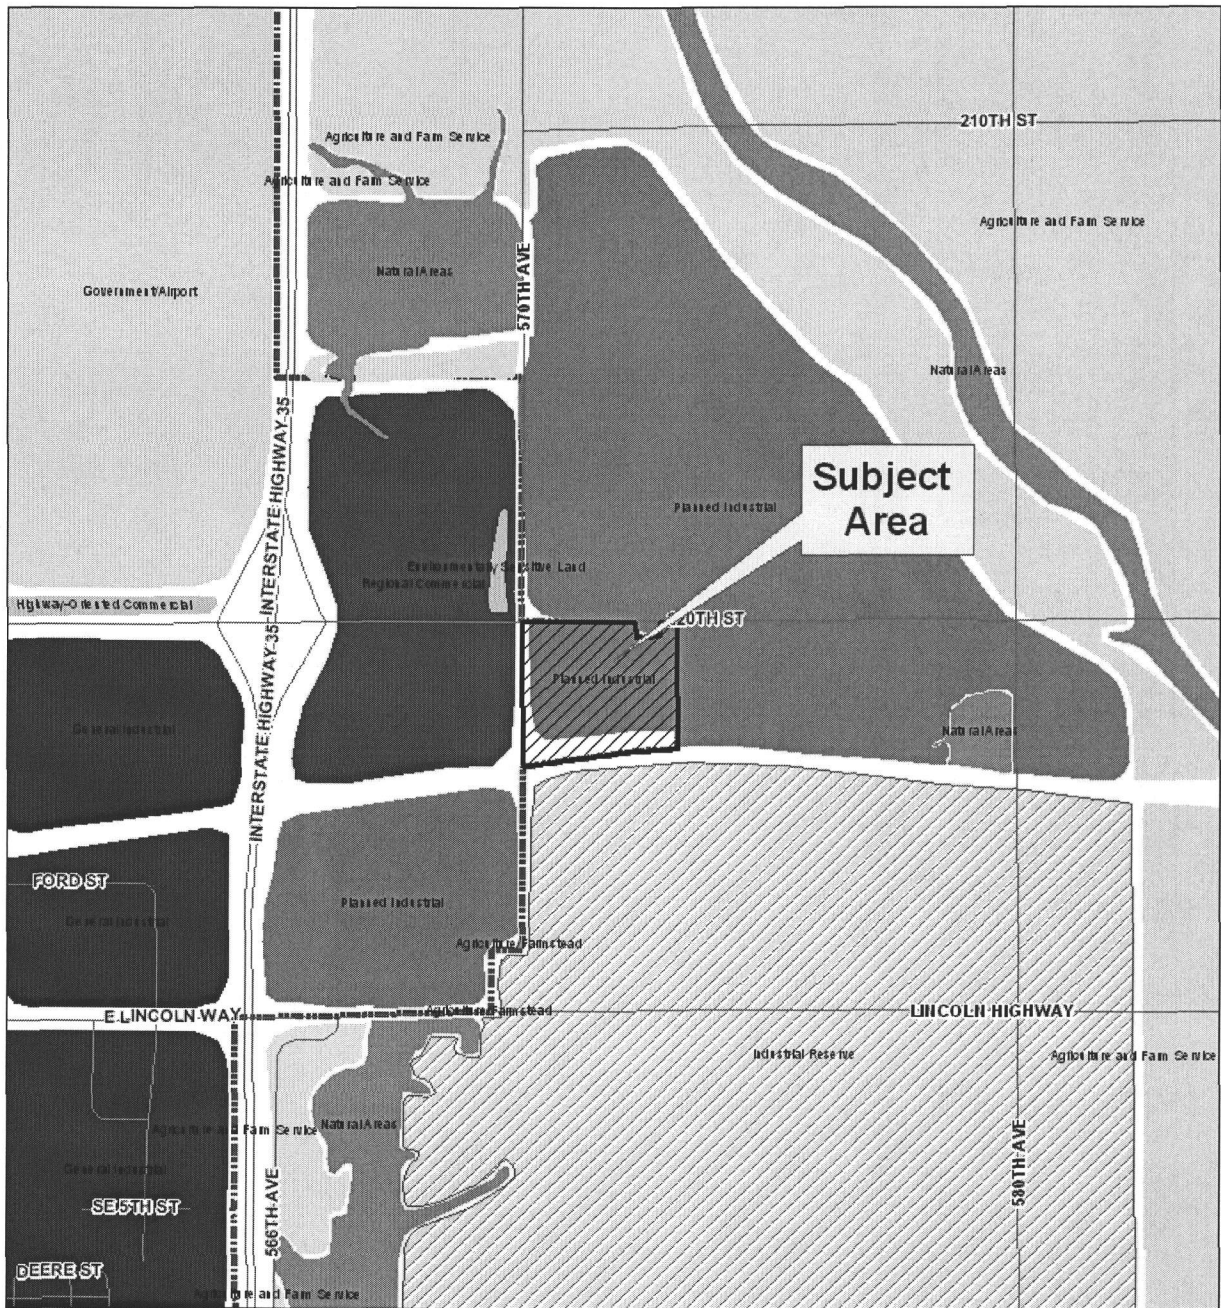 210TH ST
Agriculture and Farm Service
Agriculture and Farm Service
Agriculture and Farm Service
570TH AVE
Natural Areas
Government/Airport
Natural Areas
INTERSTATE HIGHWAY 35
Subject
Area
Planned Industrial
Environmentally Sensitive Land
Regional Commercial
Highway-Oriented Commercial
INTERSTATE HIGHWAY 35
220TH ST
Planned Industrial
General Industrial
Natural Areas
FORD ST
Planned Industrial
General Industrial
Agriculture/Farmstead
E LINCOLN WAY
Agriculture/Farmstead
LINCOLN HIGHWAY
Industrial Reserve
Agriculture and Farm Service
Natural Areas
Agriculture and Farm Service
580TH AVE
General Industrial
SE 5TH ST
566TH AVE
DEERE ST
Agriculture and Farm Service